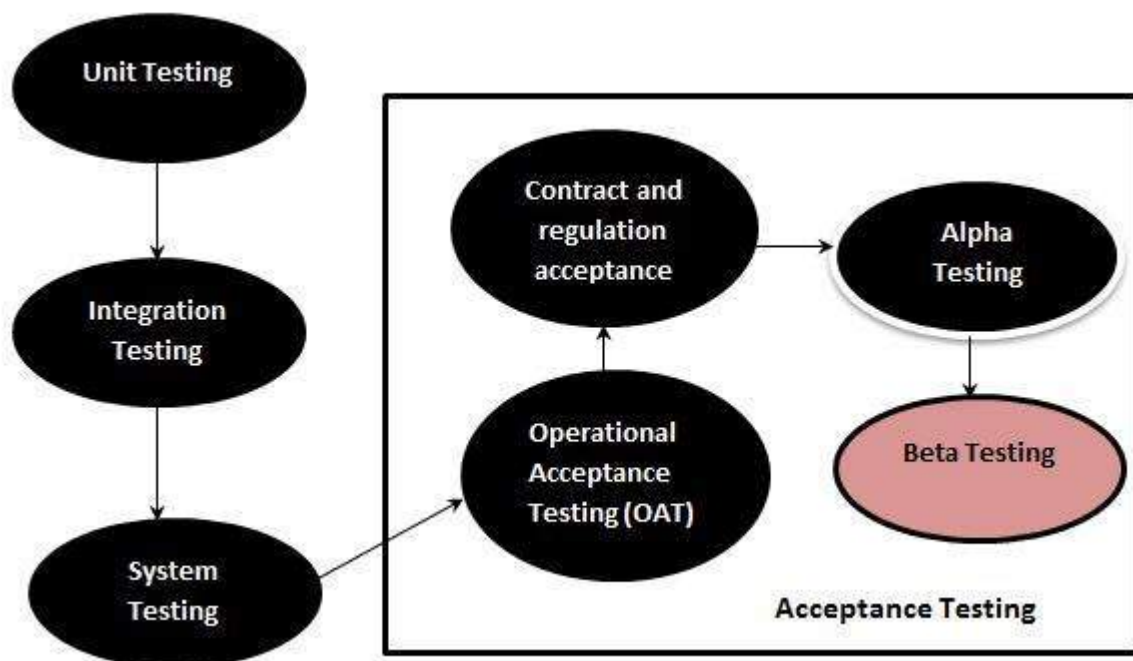 Unit Testing
Integration
Testing
System
Testing
Operational
Acceptance
Testing (OAT)
Contract and
regulation
acceptance
Alpha
Testing
Beta Testing
Acceptance Testing